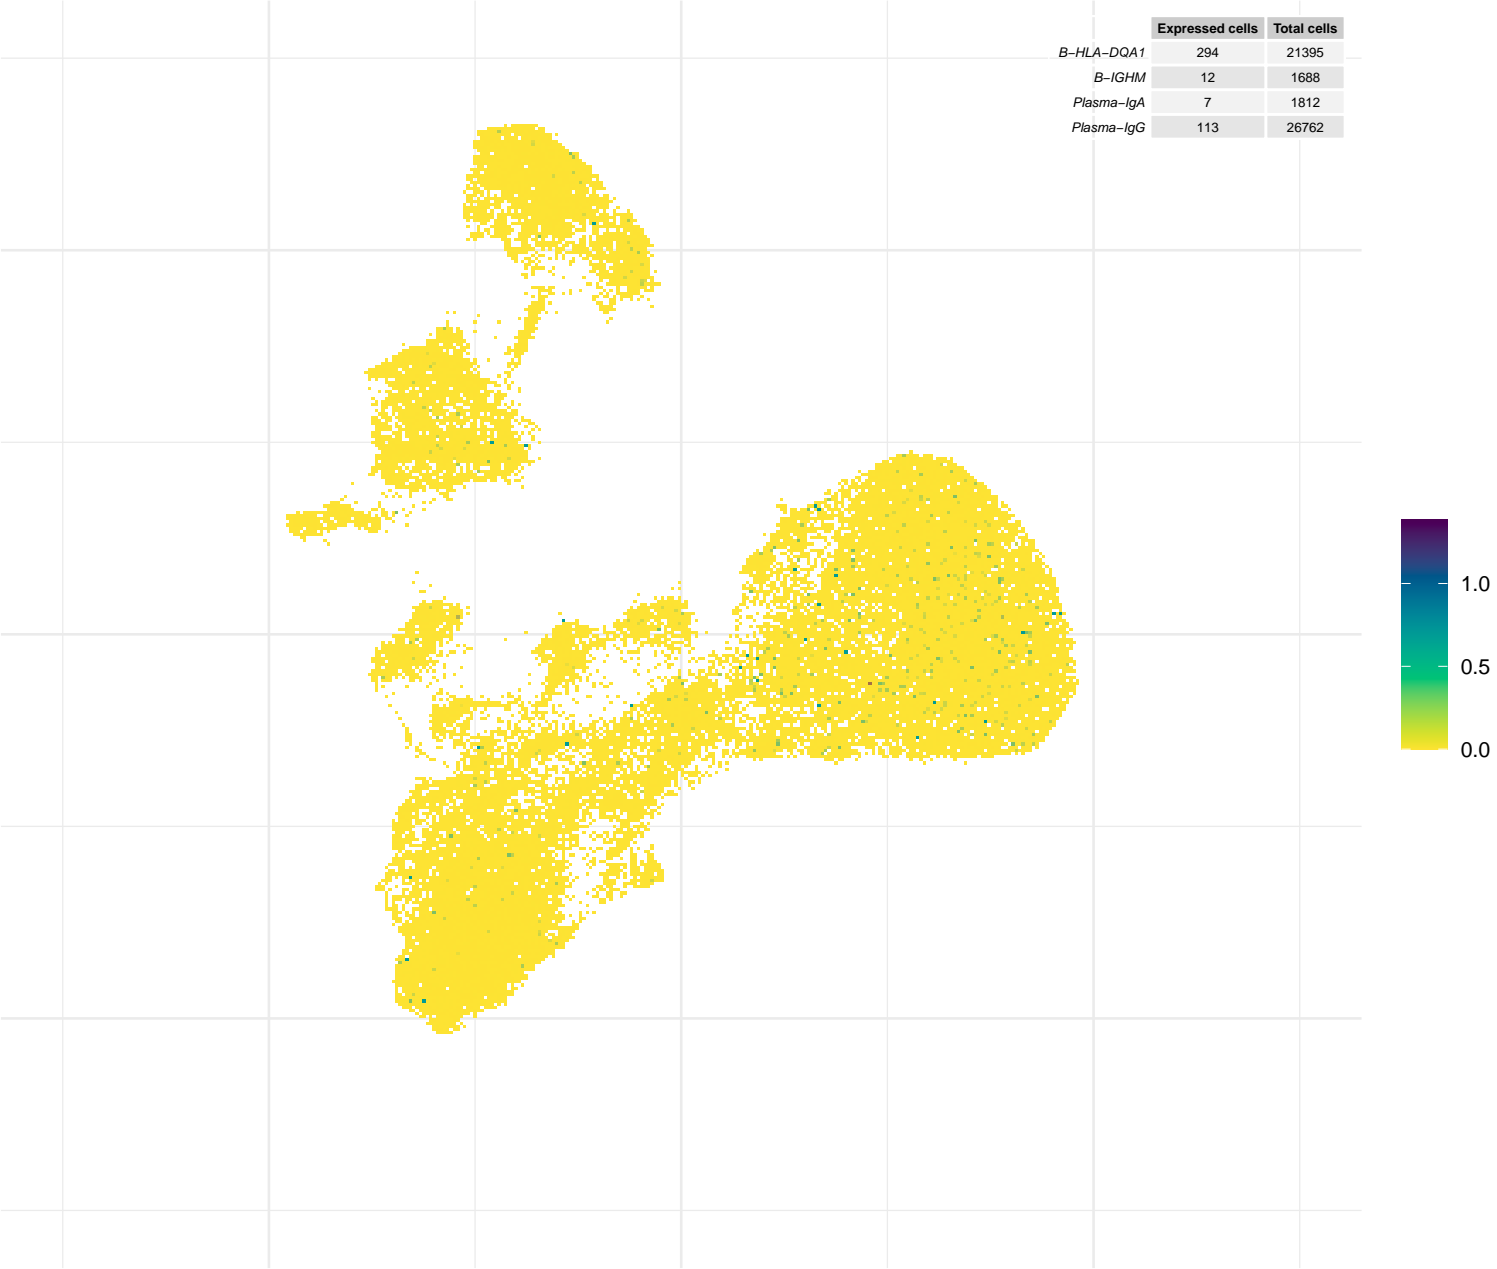 Expressed cells Total cells
B−HLA−DQA1 294 21395
B−IGHM 12 1688
Plasma−IgA 7 1812
Plasma−IgG 113 26762
1.0
0.5
0.0